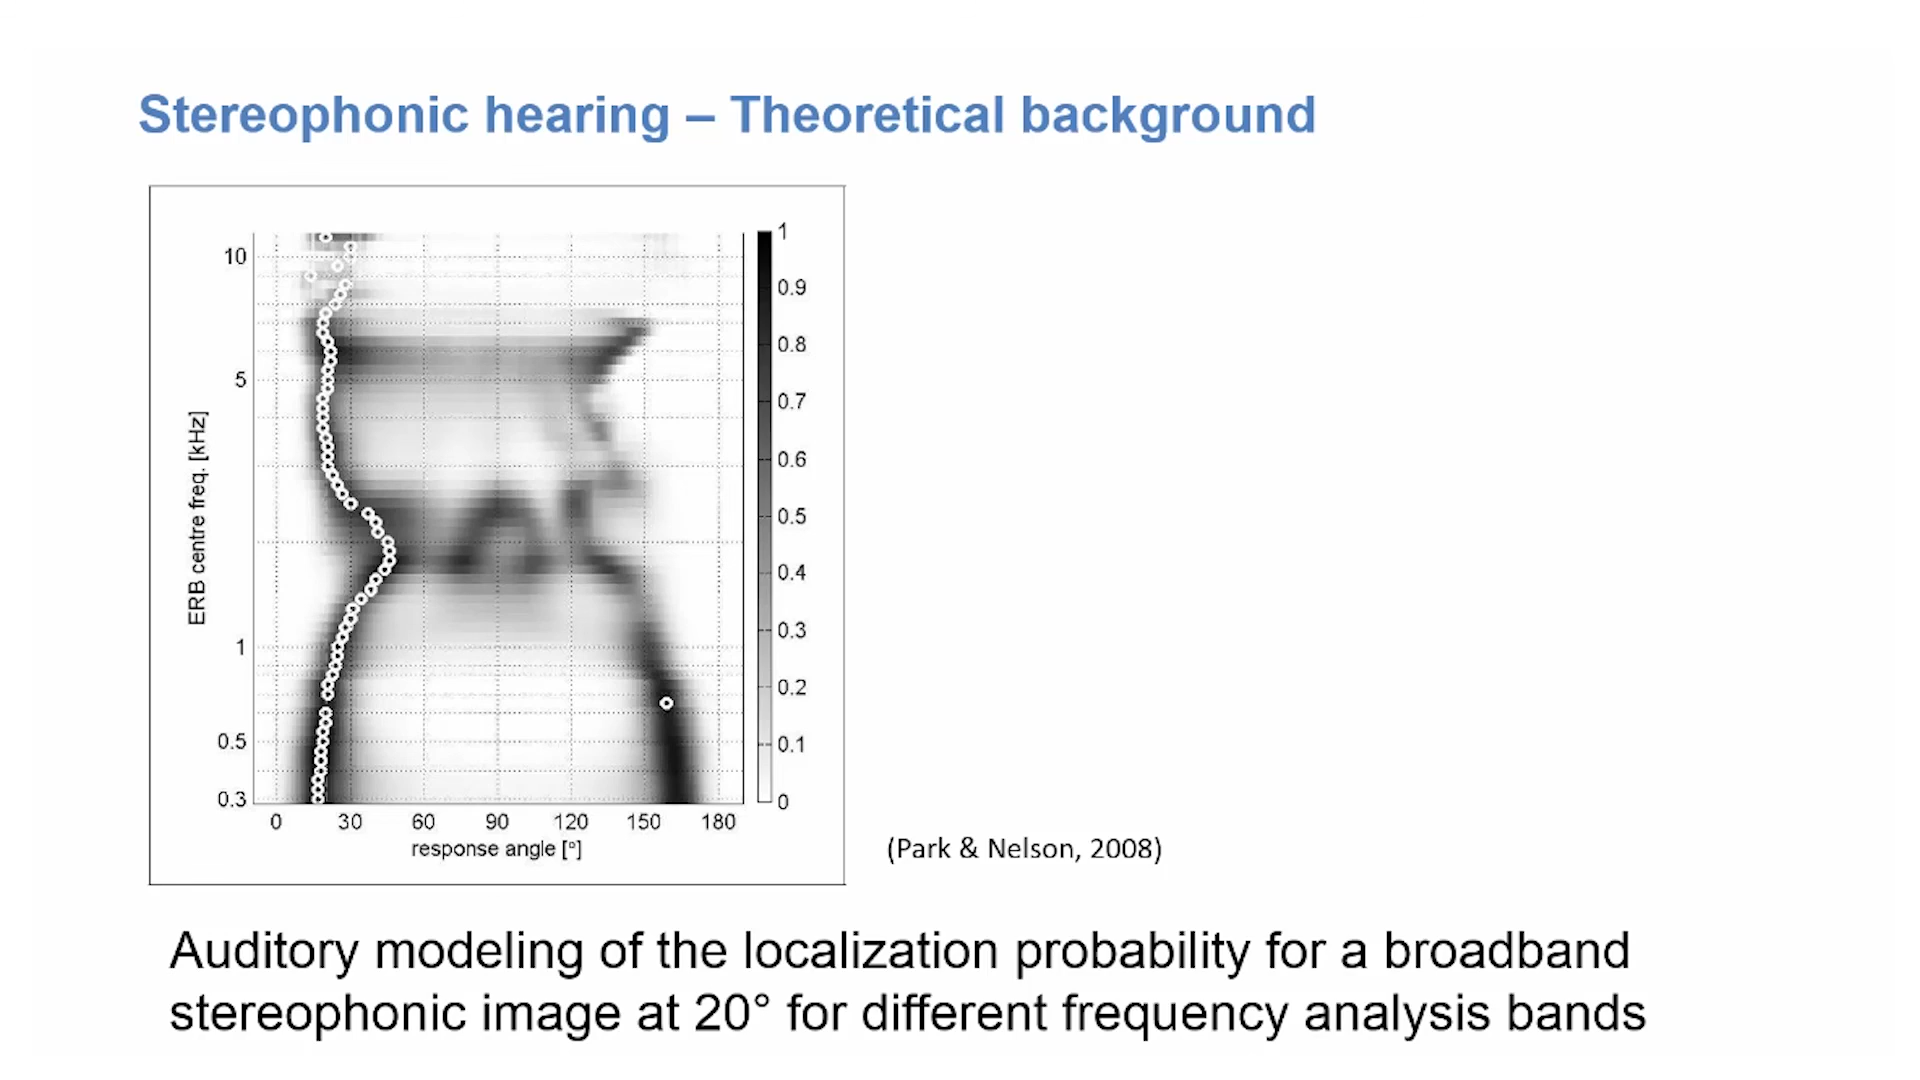 Stereophonic hearing – Theoretical background
10
5
1
0.5
0.3
ERB centre freq. [kHz]
0 30 60 90 120 150 180
response angle [°]
1
0.9
0.8
0.7
0.6
0.5
0.4
0.3
0.2
0.1
0
(Park & Nelson, 2008)
Auditory modeling of the localization probability for a broadband
stereophonic image at 20° for different frequency analysis bands